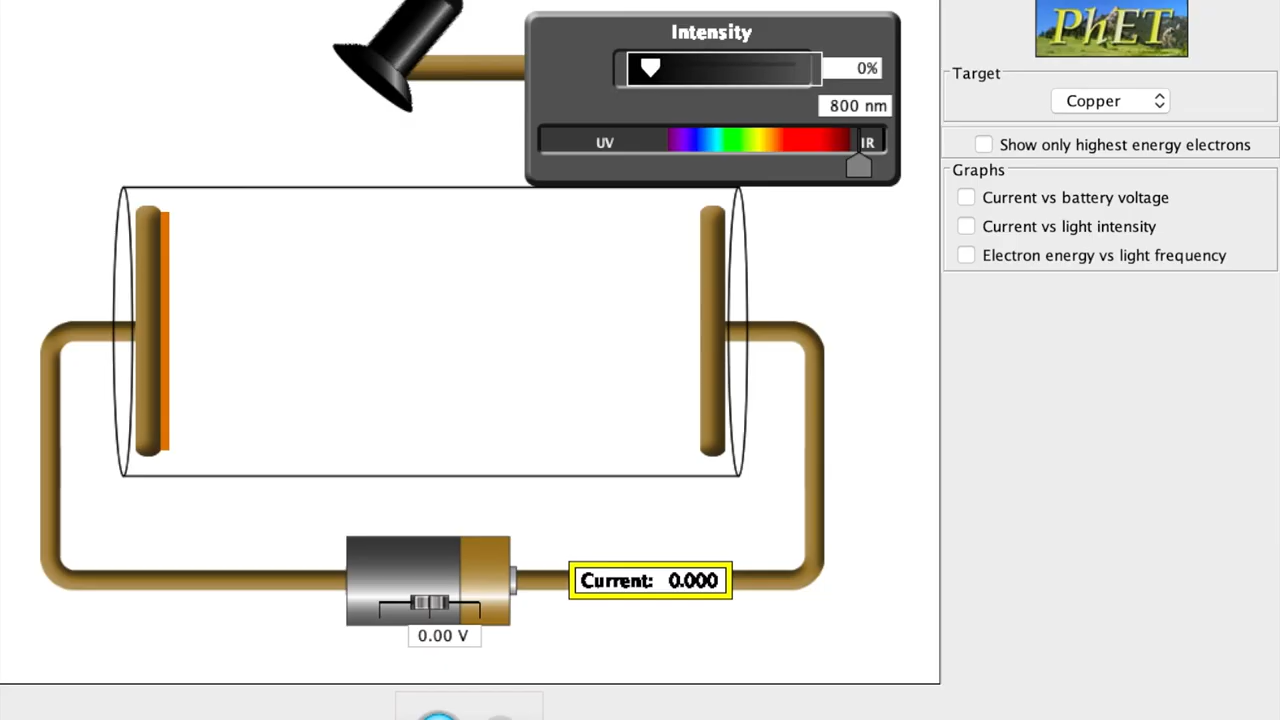 Intensity
0%
800 nm
UV
IR
PhET
Target
Copper
Show only highest energy electrons
Graphs
Current vs battery voltage
Current vs light intensity
Electron energy vs light frequency
Current: 0.000
0.00 V